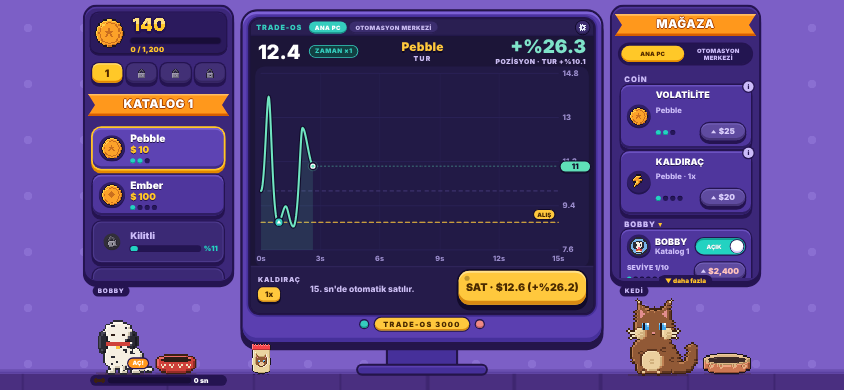 140
0 / 1,200
1
KATALOG 1
Pebble
$ 10
Ember
$ 100
Kilitli
%11
BOBBY
AÇI
0 sn
TRADE-OS
ANA PC
OTOMASYON MERKEZİ
12.4
ZAMAN ×1
Pebble
TUR
+%26.3
POZİSYON · TUR +%10.1
14.8
13
11
9.4
7.6
ALIŞ
0s
3s
6s
9s
12s
15s
KALDIRAÇ
1x
15. sn'de otomatik satılır.
SAT · $12.6 (+%26.2)
TRADE-OS 3000
MAĞAZA
ANA PC
OTOMASYON
MERKEZİ
COİN
VOLATİLİTE
Pebble
$25
KALDIRAÇ
Pebble · 1x
$20
BOBBY ▾
BOBBY
Katalog 1
AÇIK
SEVİYE 1/10
$2,400
▾ daha fazla
KEDİ